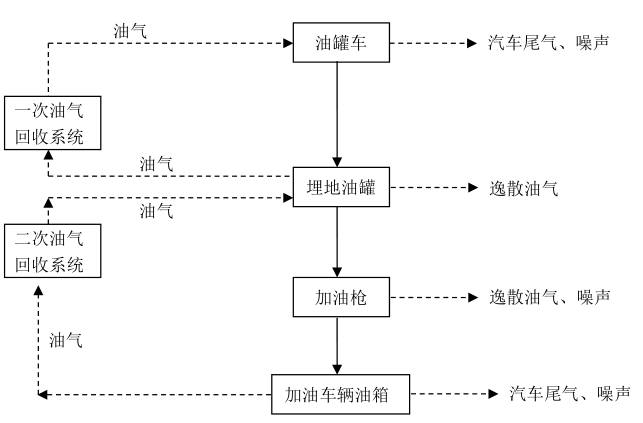 油气
油罐车
汽车尾气、噪声
一次油气
回收系统
油气
埋地油罐
逸散油气
油气
二次油气
回收系统
加油枪
逸散油气、噪声
油气
加油车辆油箱
汽车尾气、噪声